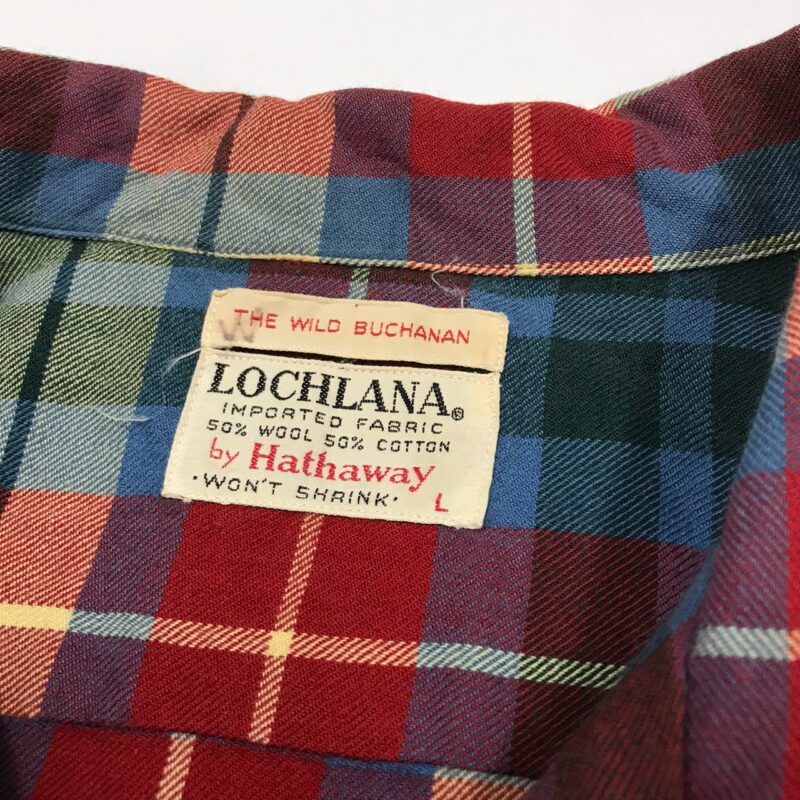 W
THE WILD BUCHANAN
LOCHLANA®
IMPORTED FABRIC
50% WOOL 50% COTTON
by Hathaway
·WON'T SHRINK· L